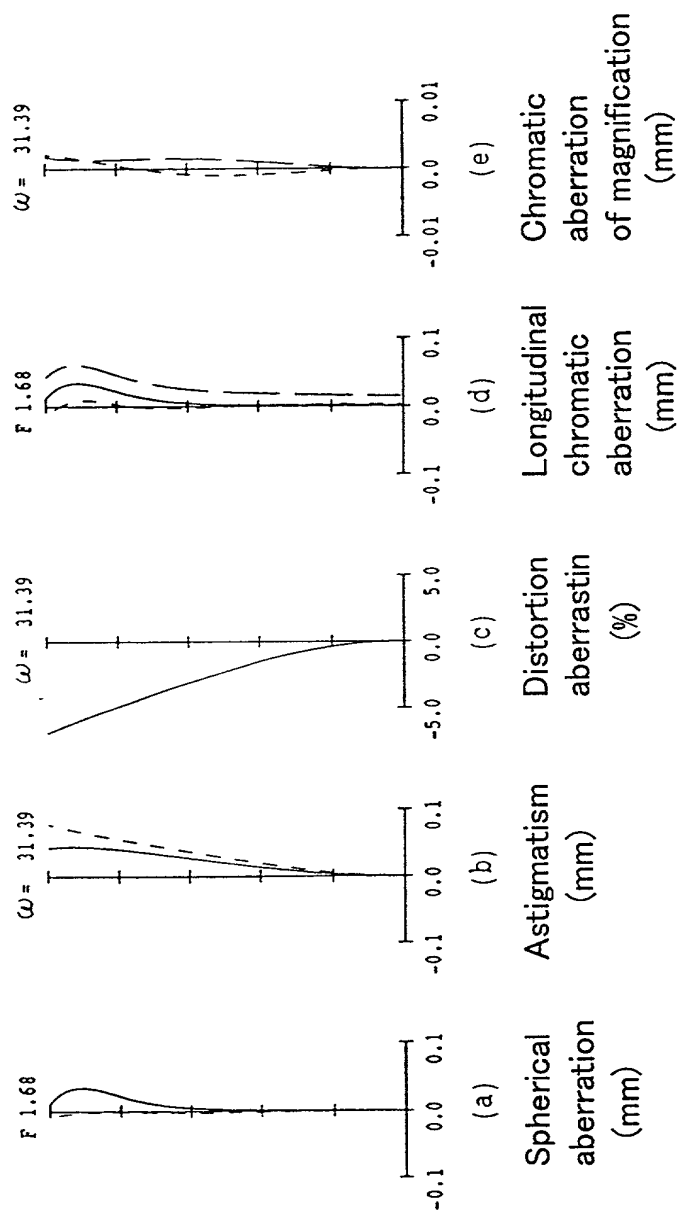 F 1.68
-0.1 0.0 0.1
(a)
Spherical
aberration
(mm)
ω = 31.39
-0.1 0.0 0.1
(b)
Astigmatism
(mm)
ω = 31.39
-5.0 0.0 5.0
(c)
Distortion
aberrastin
(%)
F 1.68
-0.1 0.0 0.1
(d)
Longitudinal
chromatic
aberration
(mm)
ω = 31.39
-0.01 0.0 0.01
(e)
Chromatic
aberration
of magnification
(mm)